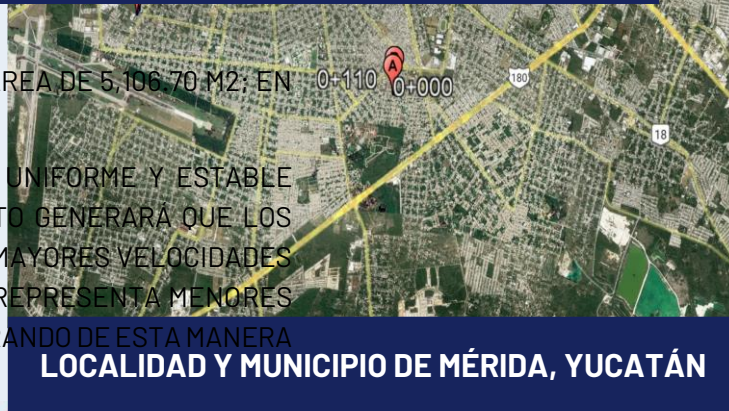 REA DE 5,106.70 M2; EN
0+110 0+000
A
180
18
UNIFORME Y ESTABLE
TO GENERARÁ QUE LOS
MAYORES VELOCIDADES
REPRESENTA MENORES
ANDO DE ESTA MANERA
LOCALIDAD Y MUNICIPIO DE MÉRIDA, YUCATÁN